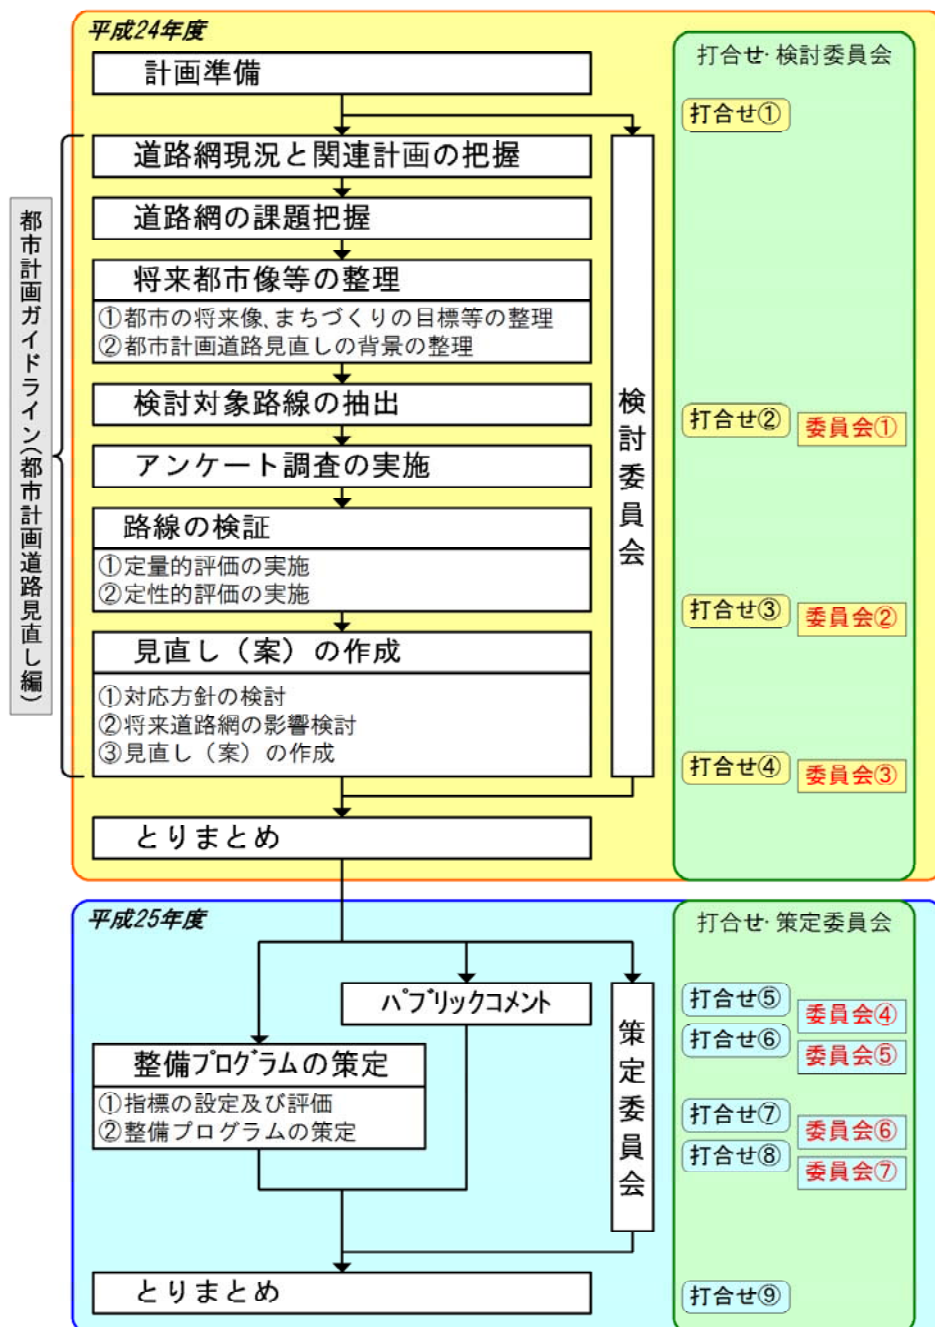 平成24年度
計画準備
道路網現況と関連計画の把握
道路網の課題把握
将来都市像等の整理
①都市の将来像、まちづくりの目標等の整理
②都市計画道路見直しの背景の整理
検討対象路線の抽出
アンケート調査の実施
路線の検証
①定量的評価の実施
②定性的評価の実施
見直し（案）の作成
①対応方針の検討
②将来道路網の影響検討
③見直し（案）の作成
とりまとめ
都市計画ガイドライン（都市計画道路見直し編）
検討委員会
打合せ・検討委員会
打合せ①
打合せ②
委員会①
打合せ③
委員会②
打合せ④
委員会③
平成25年度
パブリックコメント
整備プログラムの策定
①指標の設定及び評価
②整備プログラムの策定
とりまとめ
策定委員会
打合せ・策定委員会
打合せ⑤
委員会④
打合せ⑥
委員会⑤
打合せ⑦
委員会⑥
打合せ⑧
委員会⑦
打合せ⑨